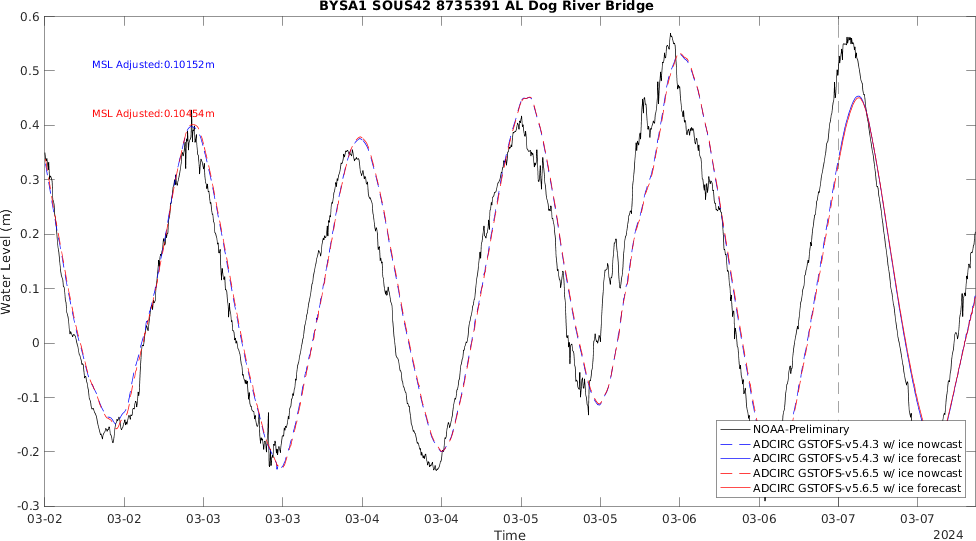 BYSA1 SOUS42 8735391 AL Dog River Bridge
0.6
0.5
0.4
0.3
0.2
0.1
0
-0.1
-0.2
-0.3
Water Level (m)
MSL Adjusted:0.10152m
MSL Adjusted:0.10454m
NOAA-Preliminary
ADCIRC GSTOFS-v5.4.3 w/ ice nowcast
ADCIRC GSTOFS-v5.4.3 w/ ice forecast
ADCIRC GSTOFS-v5.6.5 w/ ice nowcast
ADCIRC GSTOFS-v5.6.5 w/ ice forecast
03-02 03-02 03-03 03-03 03-04 03-04 03-05 03-05 03-06 03-06 03-07 03-07
Time
2024